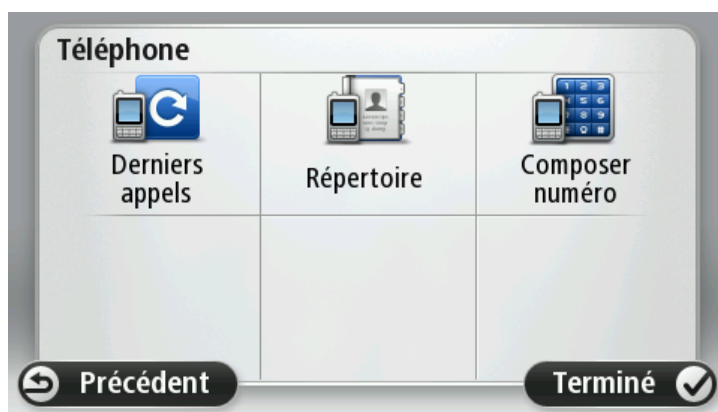 Téléphone
Derniers
appels
Répertoire
Composer
numéro
Précédent
Terminé